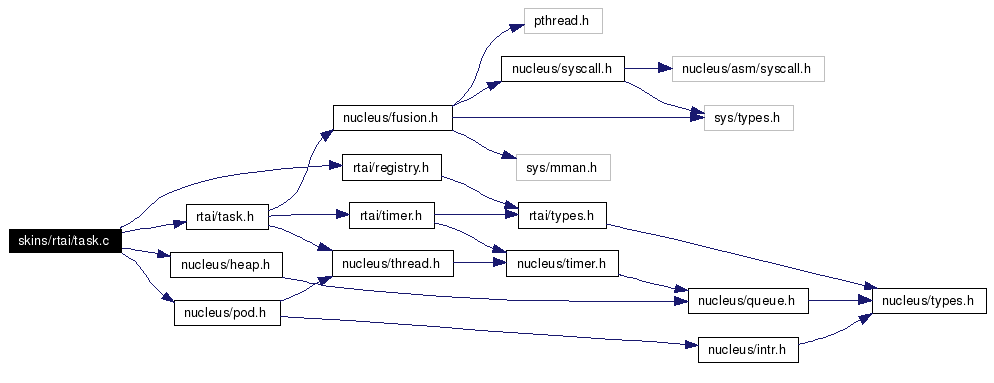 pthread.h
nucleus/syscall.h
nucleus/asm/syscall.h
nucleus/fusion.h
sys/types.h
rtai/registry.h
sys/mman.h
rtai/task.h
rtai/timer.h
rtai/types.h
skins/rtai/task.c
nucleus/heap.h
nucleus/thread.h
nucleus/timer.h
nucleus/pod.h
nucleus/queue.h
nucleus/types.h
nucleus/intr.h